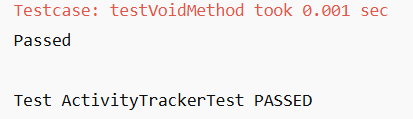 Testcase: testVoidMethod took 0.001 sec
Passed
Test ActivityTrackerTest PASSED